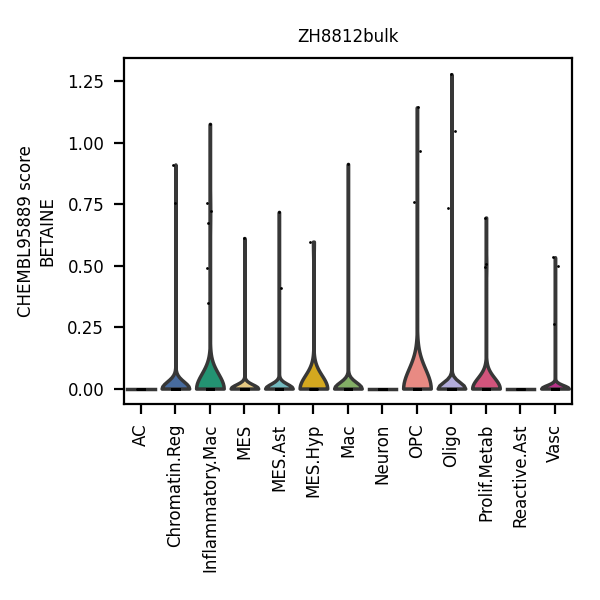 ZH8812bulk
CHEMBL95889 score
BETAINE
1.25
1.00
0.75
0.50
0.25
0.00
AC
Chromatin.Reg
Inflammatory.Mac
MES
MES.Ast
MES.Hyp
Mac
Neuron
OPC
Oligo
Prolif.Metab
Reactive.Ast
Vasc